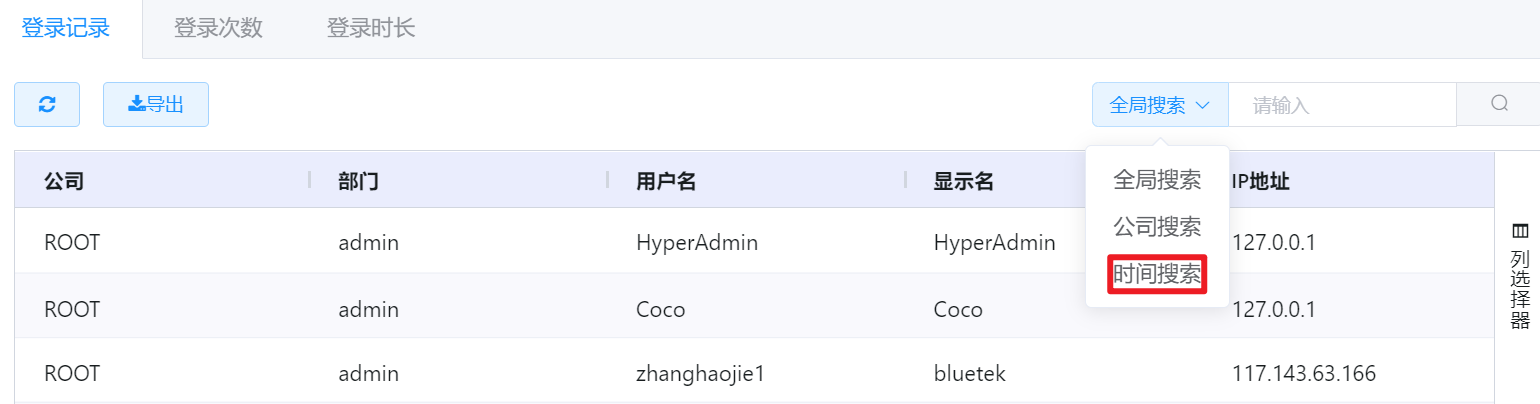 登录记录 登录次数 登录时长
导出 全局搜索 请输入
全局搜索
公司搜索
时间搜索
公司 部门 用户名 显示名 IP地址
ROOT admin HyperAdmin HyperAdmin 127.0.0.1
ROOT admin Coco Coco 127.0.0.1
ROOT admin zhanghaojie1 bluetek 117.143.63.166
列选择器